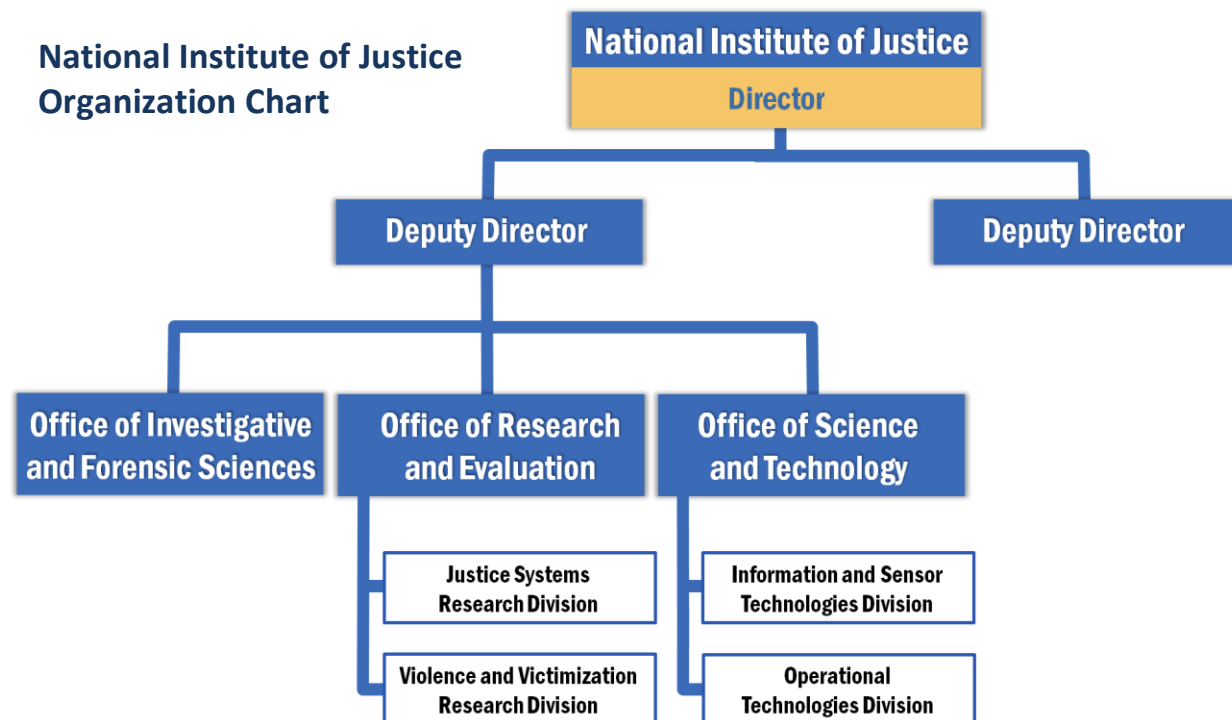 National Institute of Justice
Organization Chart
National Institute of Justice
Director
Deputy Director
Deputy Director
Office of Investigative
and Forensic Sciences
Office of Research
and Evaluation
Office of Science
and Technology
Justice Systems
Research Division
Information and Sensor
Technologies Division
Violence and Victimization
Research Division
Operational
Technologies Division